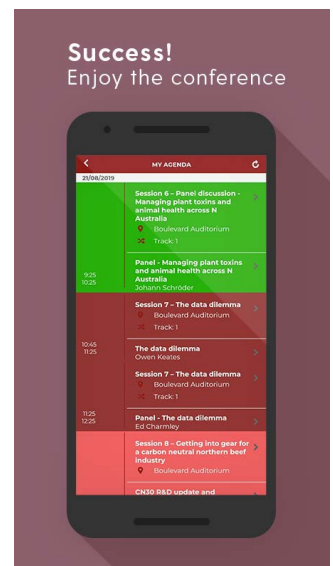 Success!
Enjoy the conference
MY AGENDA
21/08/2019
Session 6 – Panel discussion -
Managing plant toxins and
animal health across N
Australia
Boulevard Auditorium
Track: 1
9:25
10:25
Panel - Managing plant toxins
and animal health across N
Australia
Johann Schröder
Session 7 – The data dilemma
Boulevard Auditorium
Track: 1
10:45
11:25
The data dilemma
Owen Keates
Session 7 – The data dilemma
Boulevard Auditorium
Track: 1
11:25
12:25
Panel - The data dilemma
Ed Charmley
Session 8 – Getting into gear for
a carbon neutral northern beef
industry
Boulevard Auditorium
CN30 R&D update and